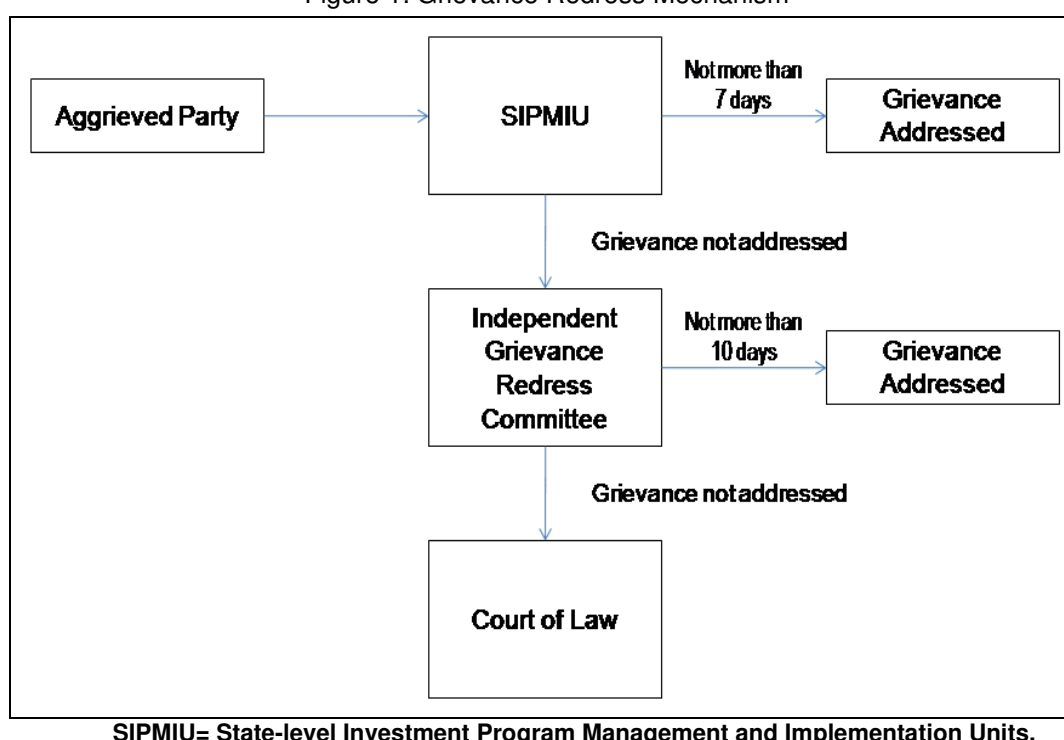 Figure 1: Grievance Redress Mechanism
Aggrieved Party
SIPMIU
Not more than
7 days
Grievance
Addressed
Grievance not addressed
Independent
Grievance
Redress
Committee
Not more than
10 days
Grievance
Addressed
Grievance not addressed
Court of Law
SIPMIU= State-level Investment Program Management and Implementation Units.